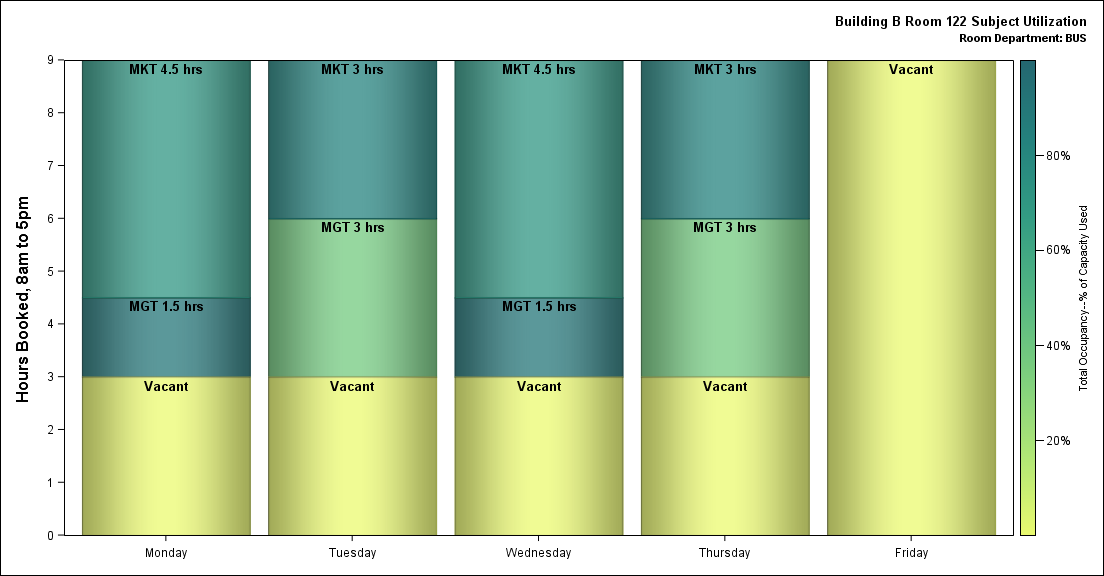 Building B Room 122 Subject Utilization
Room Department: BUS
Hours Booked, 8am to 5pm
9
8
7
6
5
4
3
2
1
0
MKT 4.5 hrs
MGT 1.5 hrs
Vacant
MKT 3 hrs
MGT 3 hrs
Vacant
MKT 4.5 hrs
MGT 1.5 hrs
Vacant
MKT 3 hrs
MGT 3 hrs
Vacant
Vacant
Monday
Tuesday
Wednesday
Thursday
Friday
80%
60%
40%
20%
Total Occupancy--% of Capacity Used